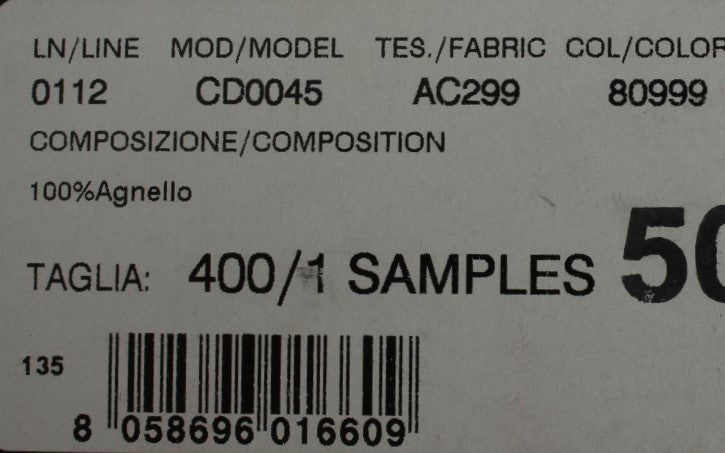 LN/LINE MOD/MODEL TES./FABRIC COL/COLOR
0112 CD0045 AC299 80999
COMPOSIZIONE/COMPOSITION
100%Agnello
TAGLIA: 400/1 SAMPLES 50
135
8 058696 016609